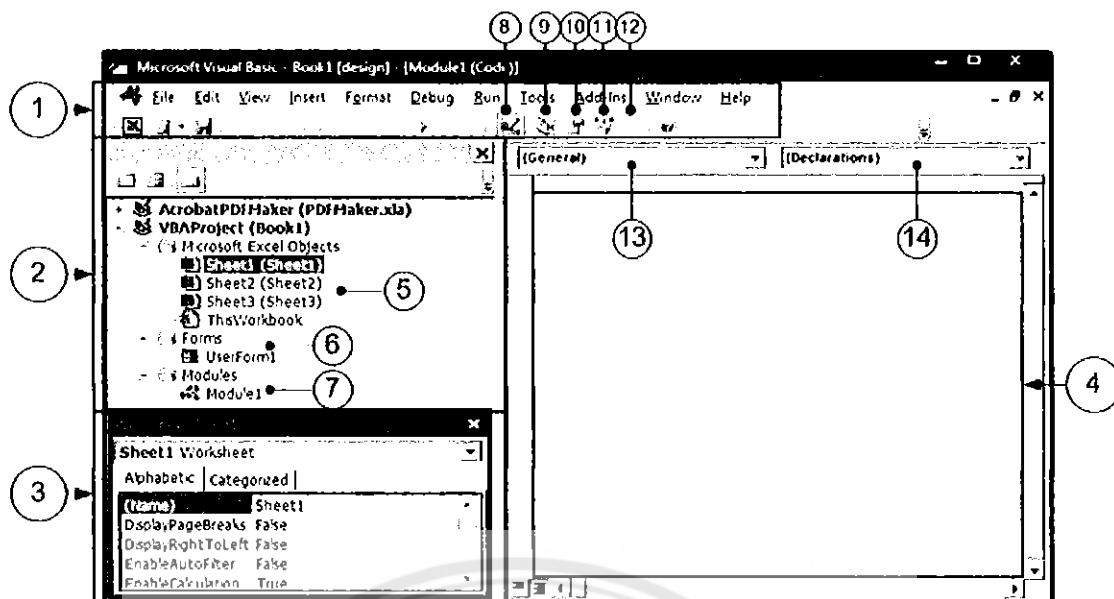 8 9 10 11 12
Microsoft Visual Basic - Book1 [design] - [Module1 (Code)]
1
File Edit View Insert Format Debug Run Tools Add-Ins Window Help
(General) (Declarations)
13 14
AcrobatPDFMaker (PDFMaker.xla)
VBAProject (Book1)
Microsoft Excel Objects
2
Sheet1 (Sheet1)
Sheet2 (Sheet2)
5
Sheet3 (Sheet3)
ThisWorkbook
Forms
6
UserForm1
Modules
7
Module1
4
Sheet1 Worksheet
Alphabetic Categorized
3
(Name) Sheet1
DisplayPageBreaks False
DisplayRightToLeft False
EnableAutoFilter False
EnableCalculation True